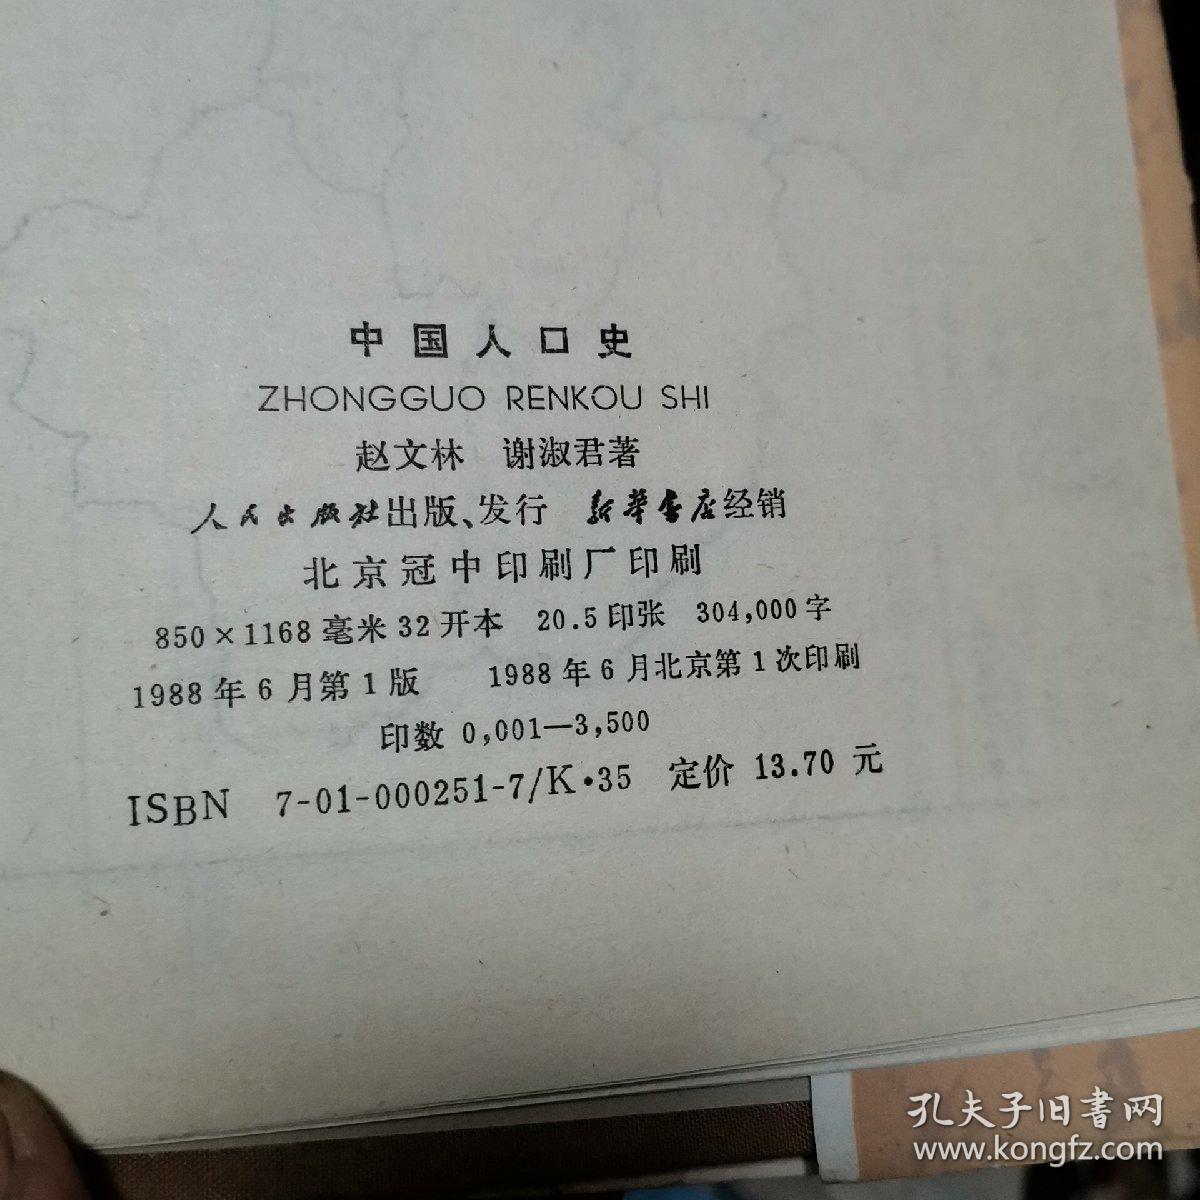 中国人口史
ZHONGGUO RENKOU SHI
赵文林 谢淑君著
人民出版社出版、发行 新华书店经销
北京冠中印刷厂印刷
850×1168毫米32开本 20.5印张 304,000字
1988年6月第1版 1988年6月北京第1次印刷
印数 0,001—3,500
ISBN 7-01-000251-7/K·35 定价 13.70 元
孔夫子旧書网
www.kongfz.com